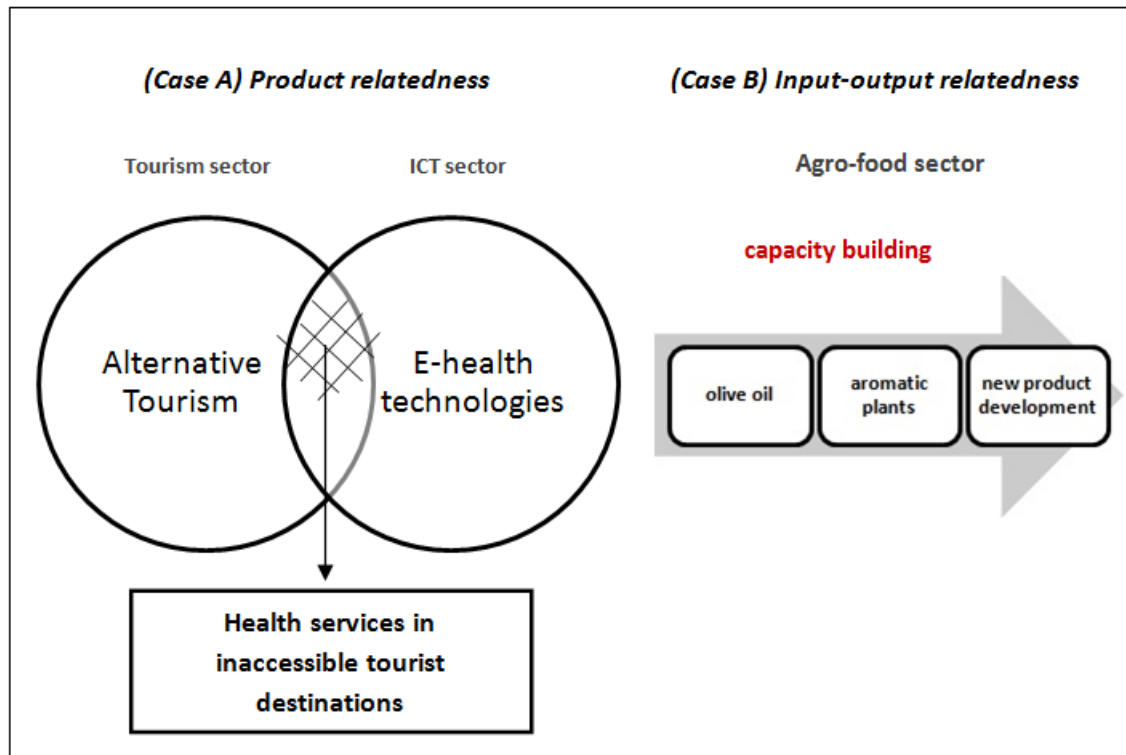 (Case A) Product relatedness
Tourism sector
ICT sector
Alternative
Tourism
E-health
technologies
Health services in
inaccessible tourist
destinations
(Case B) Input-output relatedness
Agro-food sector
capacity building
olive oil
aromatic
plants
new product
development